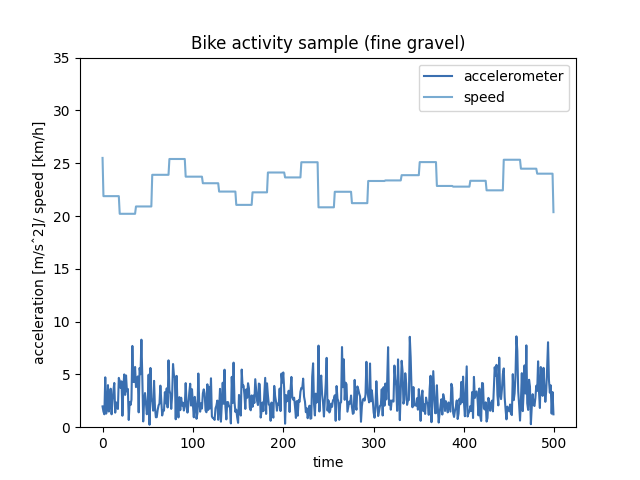 Bike activity sample (fine gravel)
accelerometer
speed
35
30
25
20
15
10
5
0
acceleration [m/sˆ2]/ speed [km/h]
0
100
200
300
400
500
time